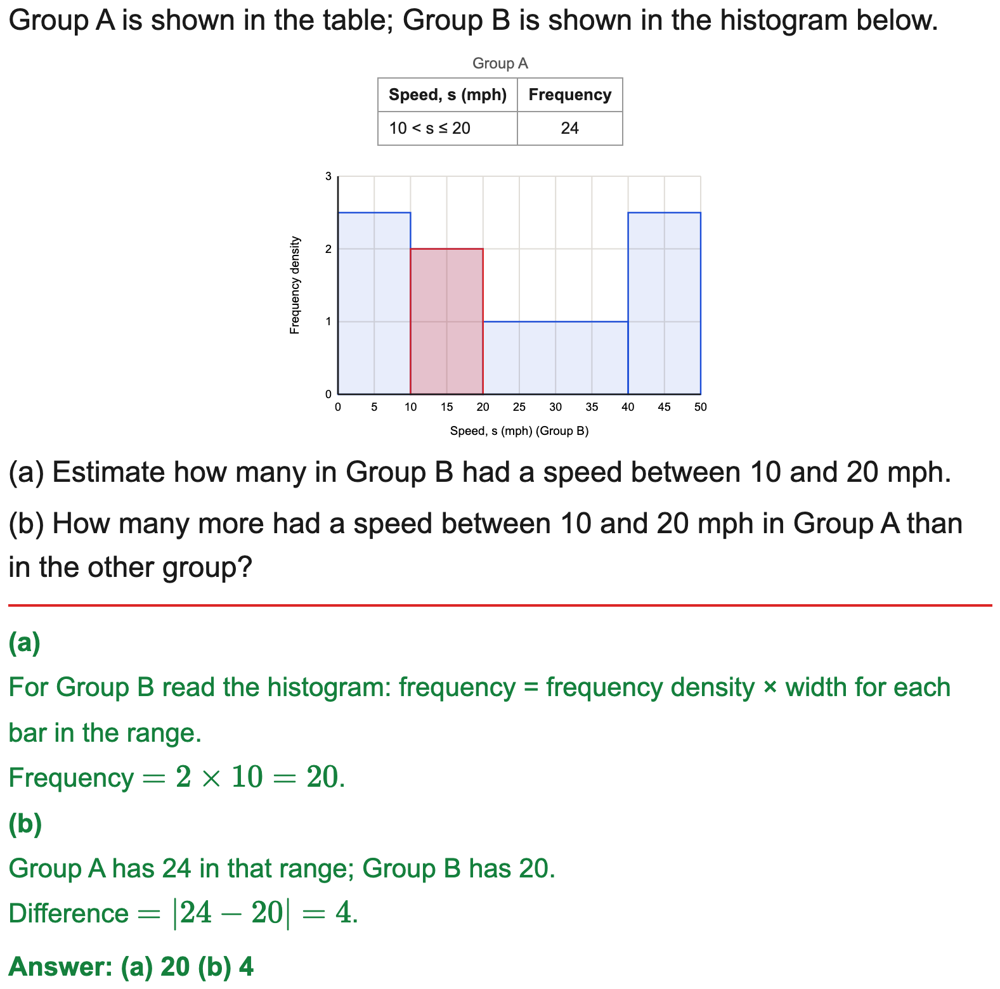 Group A is shown in the table; Group B is shown in the histogram below.
Group A
Speed, s (mph) Frequency
10 < s ≤ 20 24
3
2
1
0
Frequency density
0 5 10 15 20 25 30 35 40 45 50
Speed, s (mph) (Group B)
(a) Estimate how many in Group B had a speed between 10 and 20 mph.
(b) How many more had a speed between 10 and 20 mph in Group A than
in the other group?
(a)
For Group B read the histogram: frequency = frequency density × width for each
bar in the range.
Frequency = 2 × 10 = 20.
(b)
Group A has 24 in that range; Group B has 20.
Difference = |24 − 20| = 4.
Answer: (a) 20 (b) 4